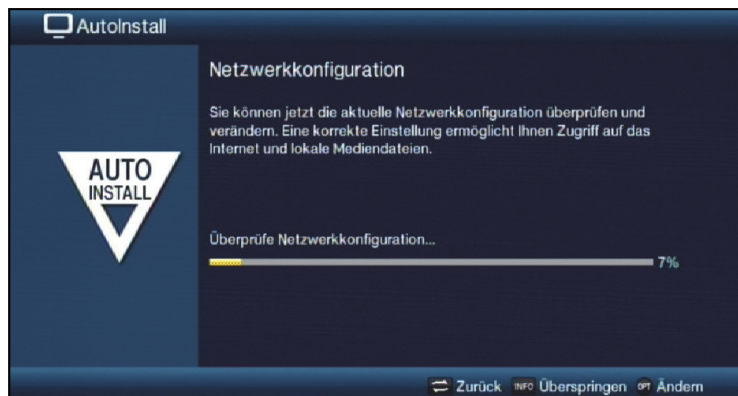 AutoInstall
Netzwerkkonfiguration
Sie können jetzt die aktuelle Netzwerkkonfiguration überprüfen und
verändern. Eine korrekte Einstellung ermöglicht Ihnen Zugriff auf das
Internet und lokale Mediendateien.
AUTO
INSTALL
Überprüfe Netzwerkkonfiguration...
7%
Zurück INFO Überspringen OPT Ändern